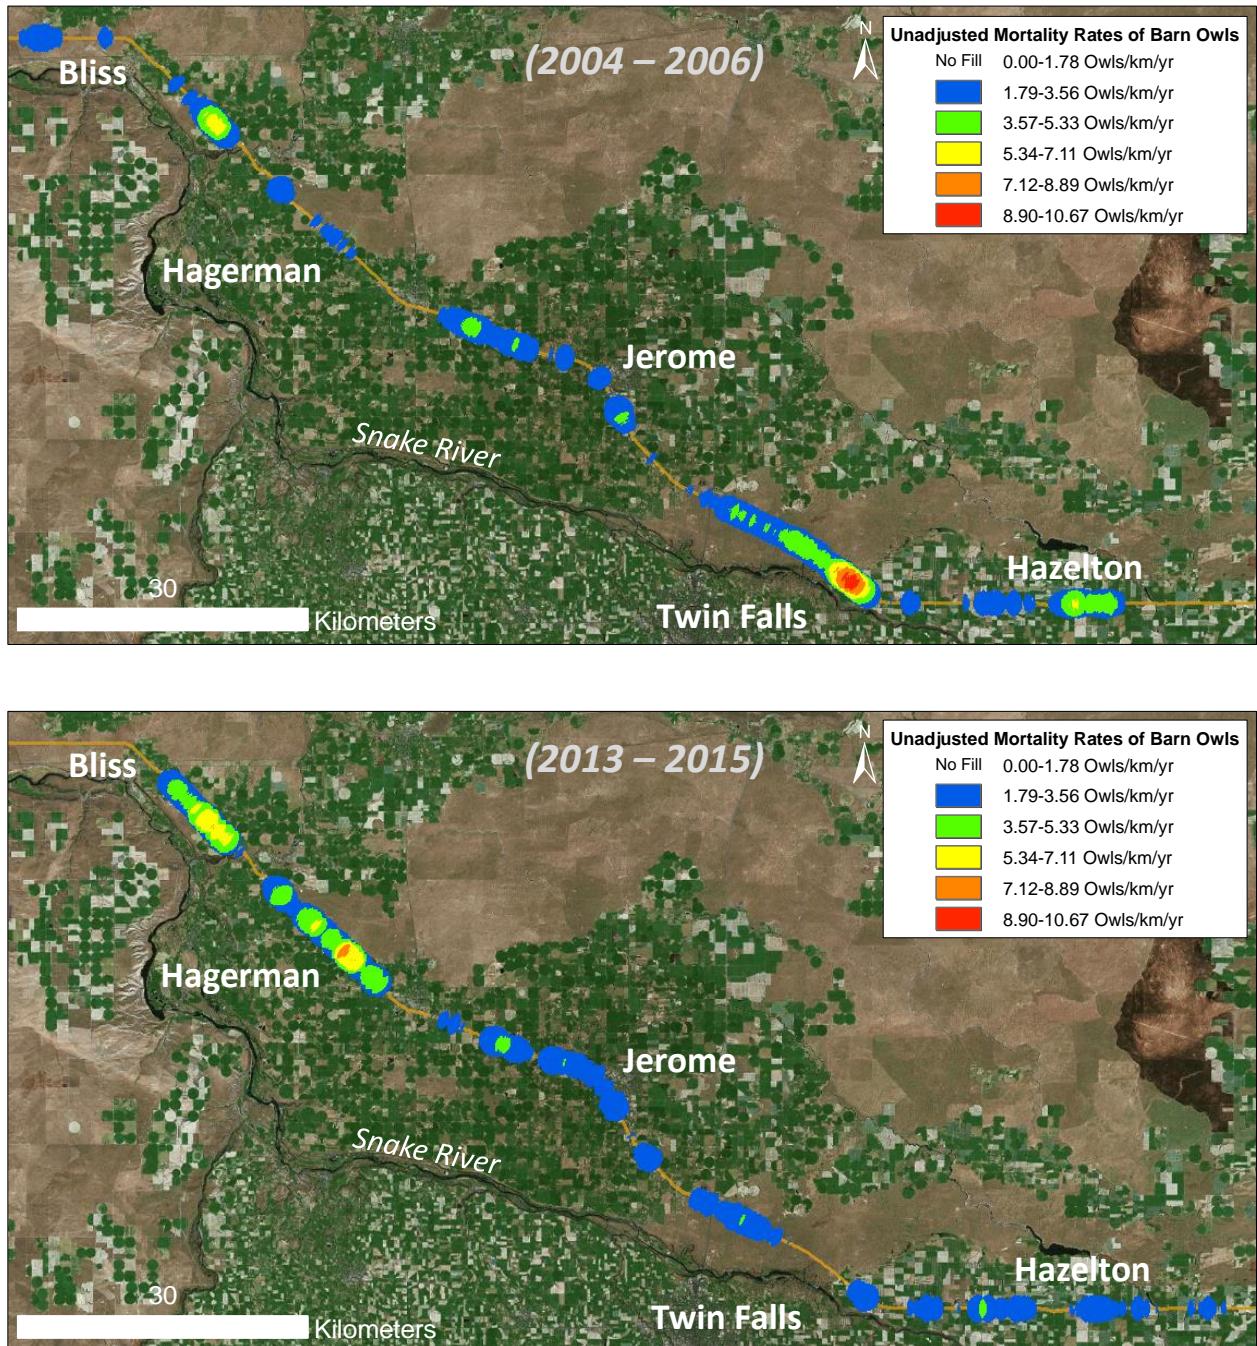 (2004 – 2006)
N
Unadjusted Mortality Rates of Barn Owls
No Fill 0.00-1.78 Owls/km/yr
1.79-3.56 Owls/km/yr
3.57-5.33 Owls/km/yr
5.34-7.11 Owls/km/yr
7.12-8.89 Owls/km/yr
8.90-10.67 Owls/km/yr
Bliss
Hagerman
Jerome
Snake River
Hazelton
Twin Falls
30
Kilometers
(2013 – 2015)
N
Unadjusted Mortality Rates of Barn Owls
No Fill 0.00-1.78 Owls/km/yr
1.79-3.56 Owls/km/yr
3.57-5.33 Owls/km/yr
5.34-7.11 Owls/km/yr
7.12-8.89 Owls/km/yr
8.90-10.67 Owls/km/yr
Bliss
Hagerman
Jerome
Snake River
Hazelton
Twin Falls
30
Kilometers